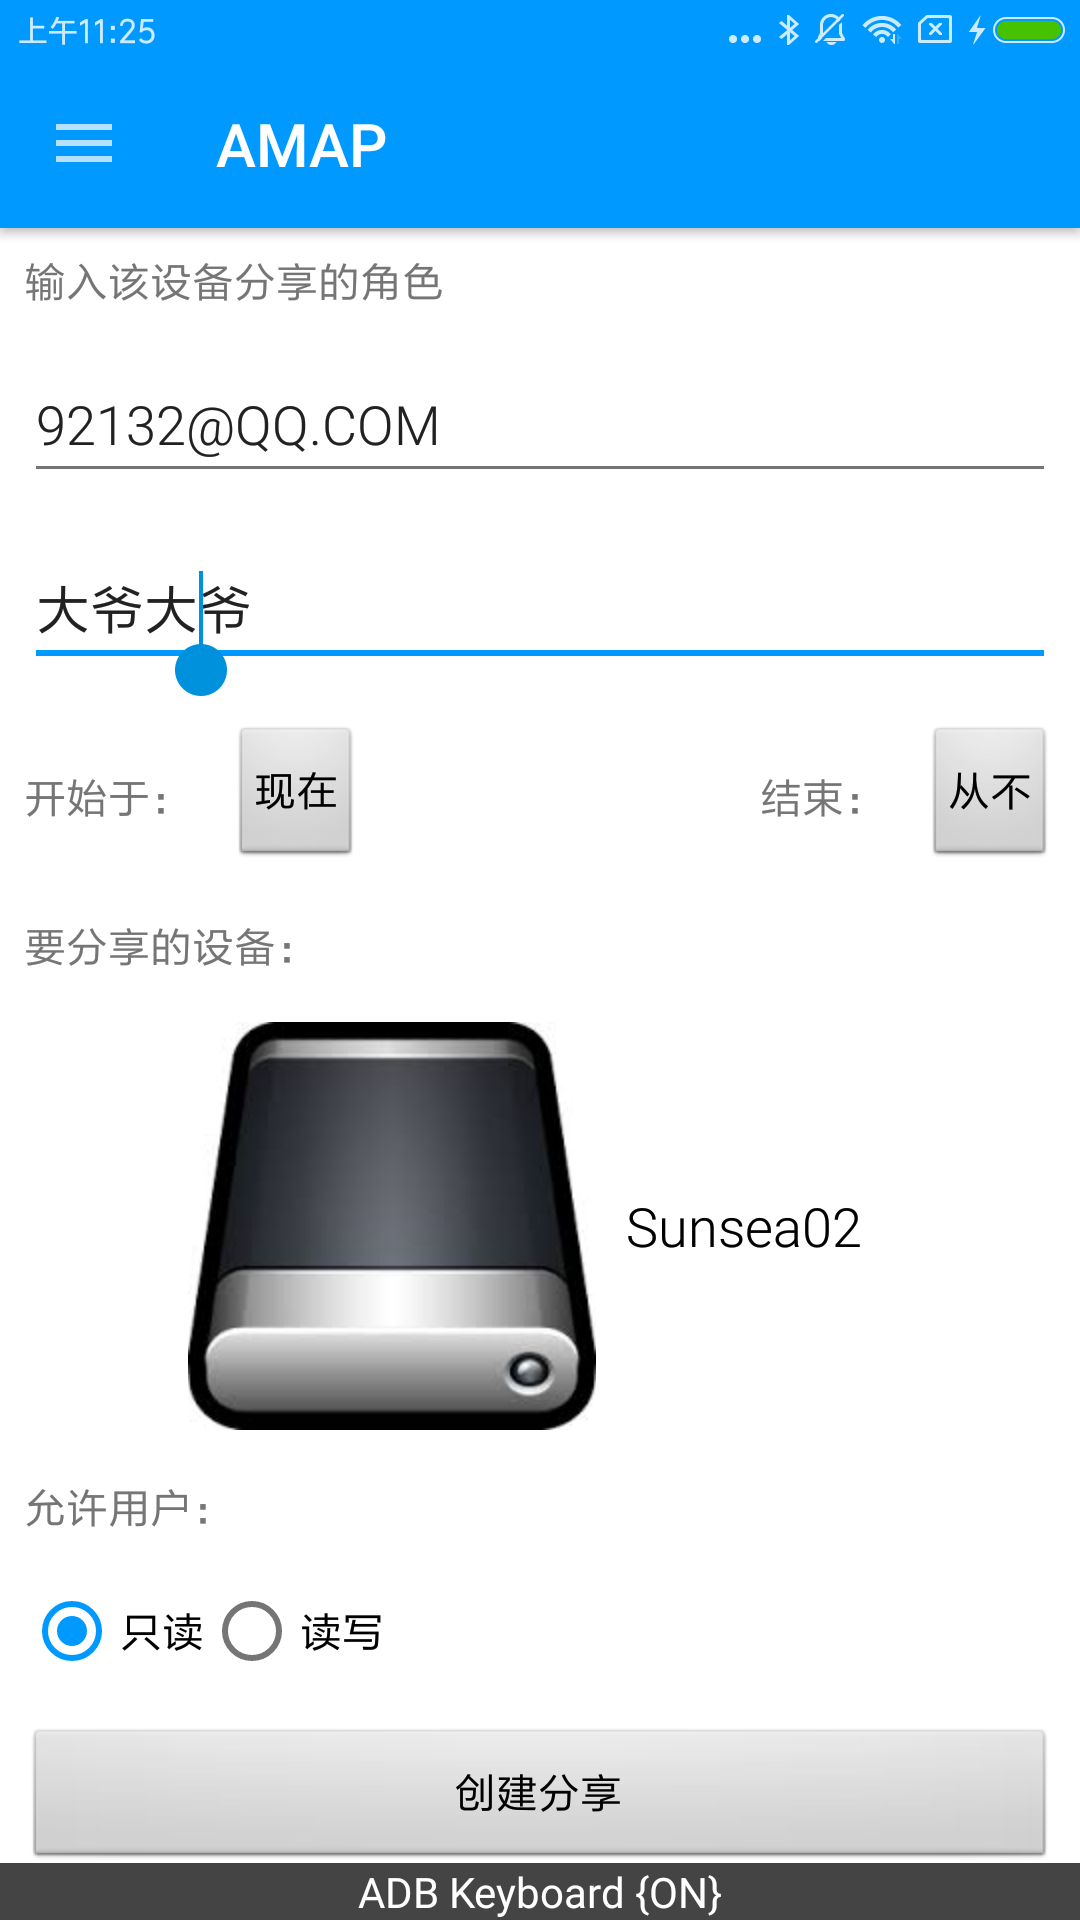 上午11:25
AMAP
输入该设备分享的角色
92132@QQ.COM
大爷大爷
开始于： 现在 结束： 从不
要分享的设备：
Sunsea02
允许用户：
只读 读写
创建分享
ADB Keyboard {ON}